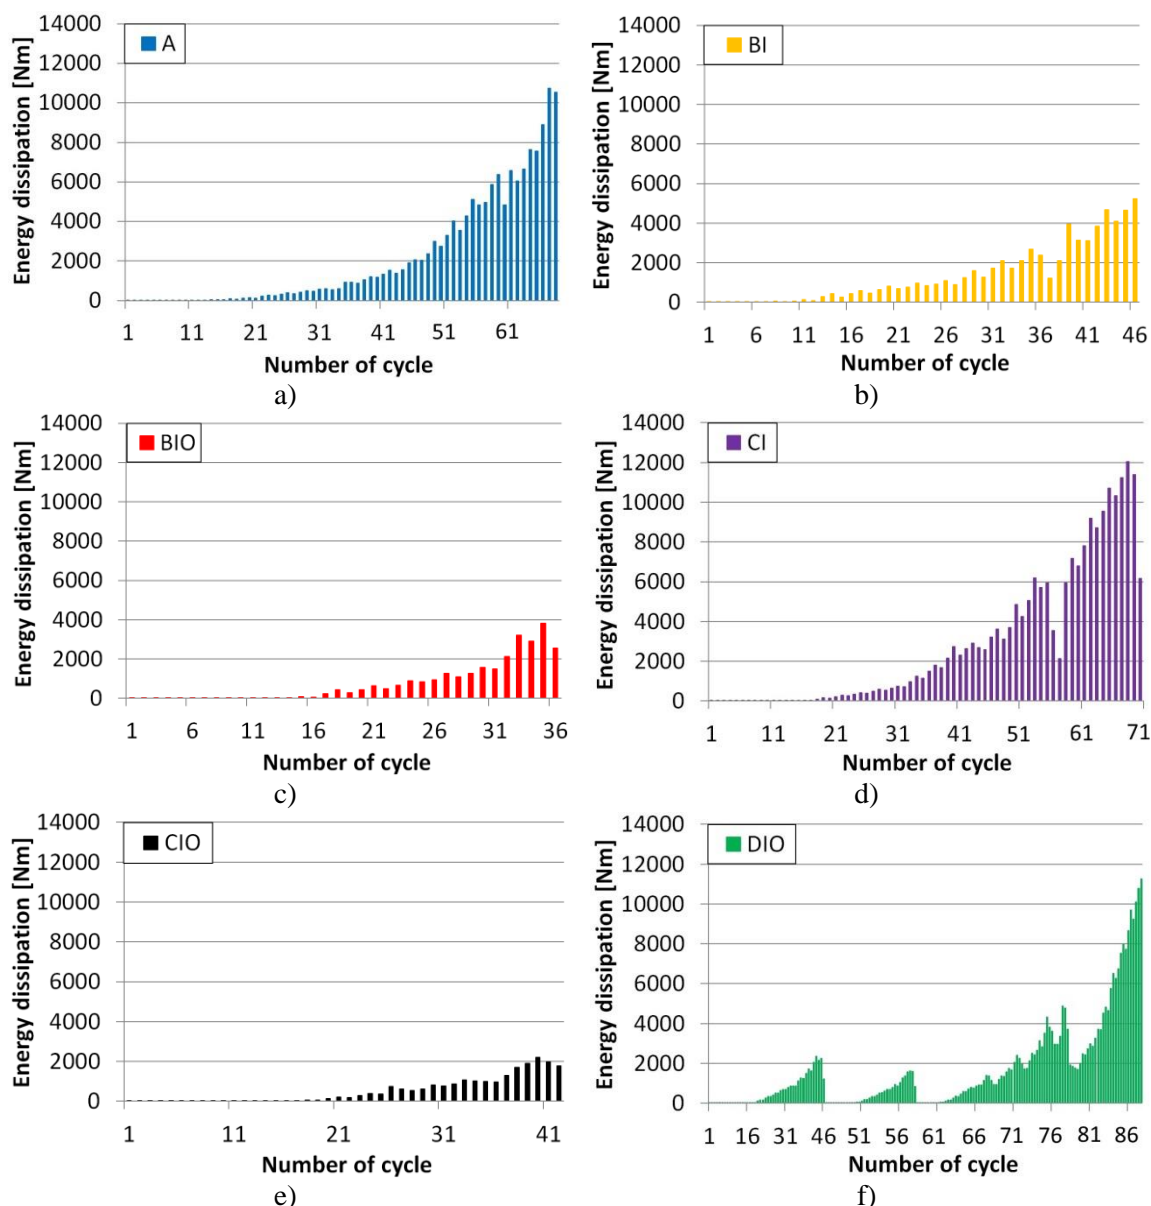 A
Energy dissipation [Nm]
14000
12000
10000
8000
6000
4000
2000
0
1 11 21 31 41 51 61
Number of cycle
a)
BI
Energy dissipation [Nm]
14000
12000
10000
8000
6000
4000
2000
0
1 6 11 16 21 26 31 36 41 46
Number of cycle
b)
BIO
Energy dissipation [Nm]
14000
12000
10000
8000
6000
4000
2000
0
1 6 11 16 21 26 31 36
Number of cycle
c)
CI
Energy dissipation [Nm]
14000
12000
10000
8000
6000
4000
2000
0
1 11 21 31 41 51 61 71
Number of cycle
d)
CIO
Energy dissipation [Nm]
14000
12000
10000
8000
6000
4000
2000
0
1 11 21 31 41
Number of cycle
e)
DIO
Energy dissipation [Nm]
14000
12000
10000
8000
6000
4000
2000
0
1 16 31 46 51 56 61 66 71 76 81 86
Number of cycle
f)